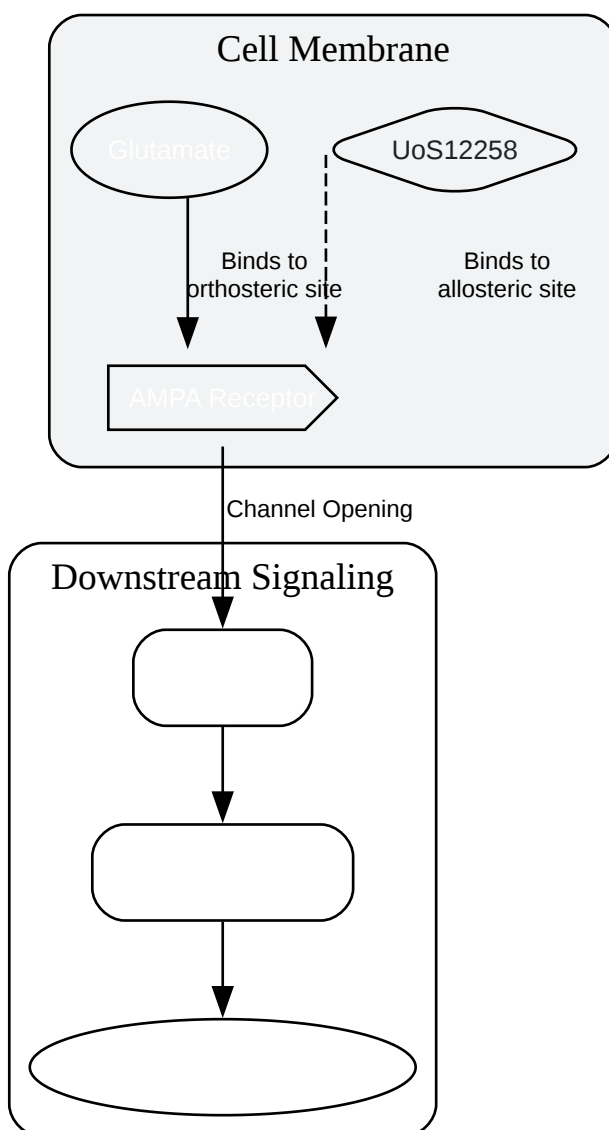 Cell Membrane
Glutamate
UoS12258
Binds to
orthosteric site
Binds to
allosteric site
AMPA Receptor
Channel Opening
Downstream Signaling